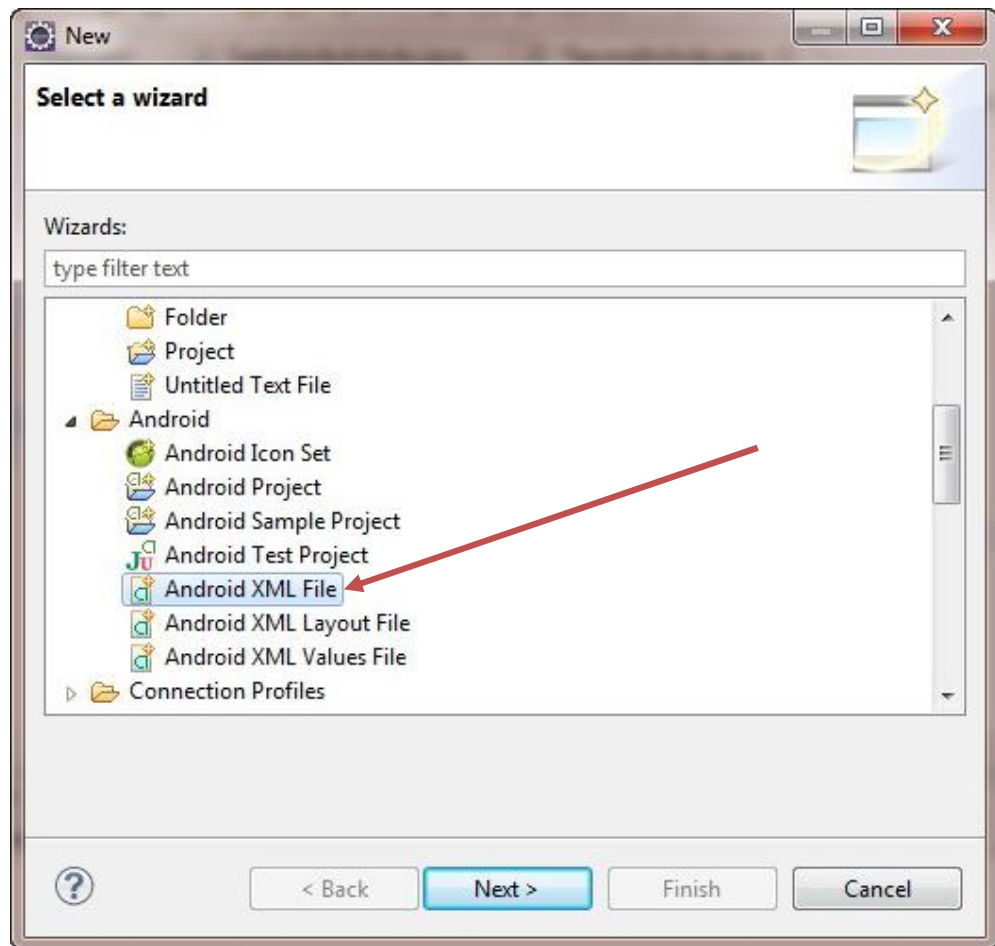 New
Select a wizard
Wizards:
type filter text
Folder
Project
Untitled Text File
Android
Android Icon Set
Android Project
Android Sample Project
Android Test Project
Android XML File
Android XML Layout File
Android XML Values File
Connection Profiles
? < Back Next > Finish Cancel